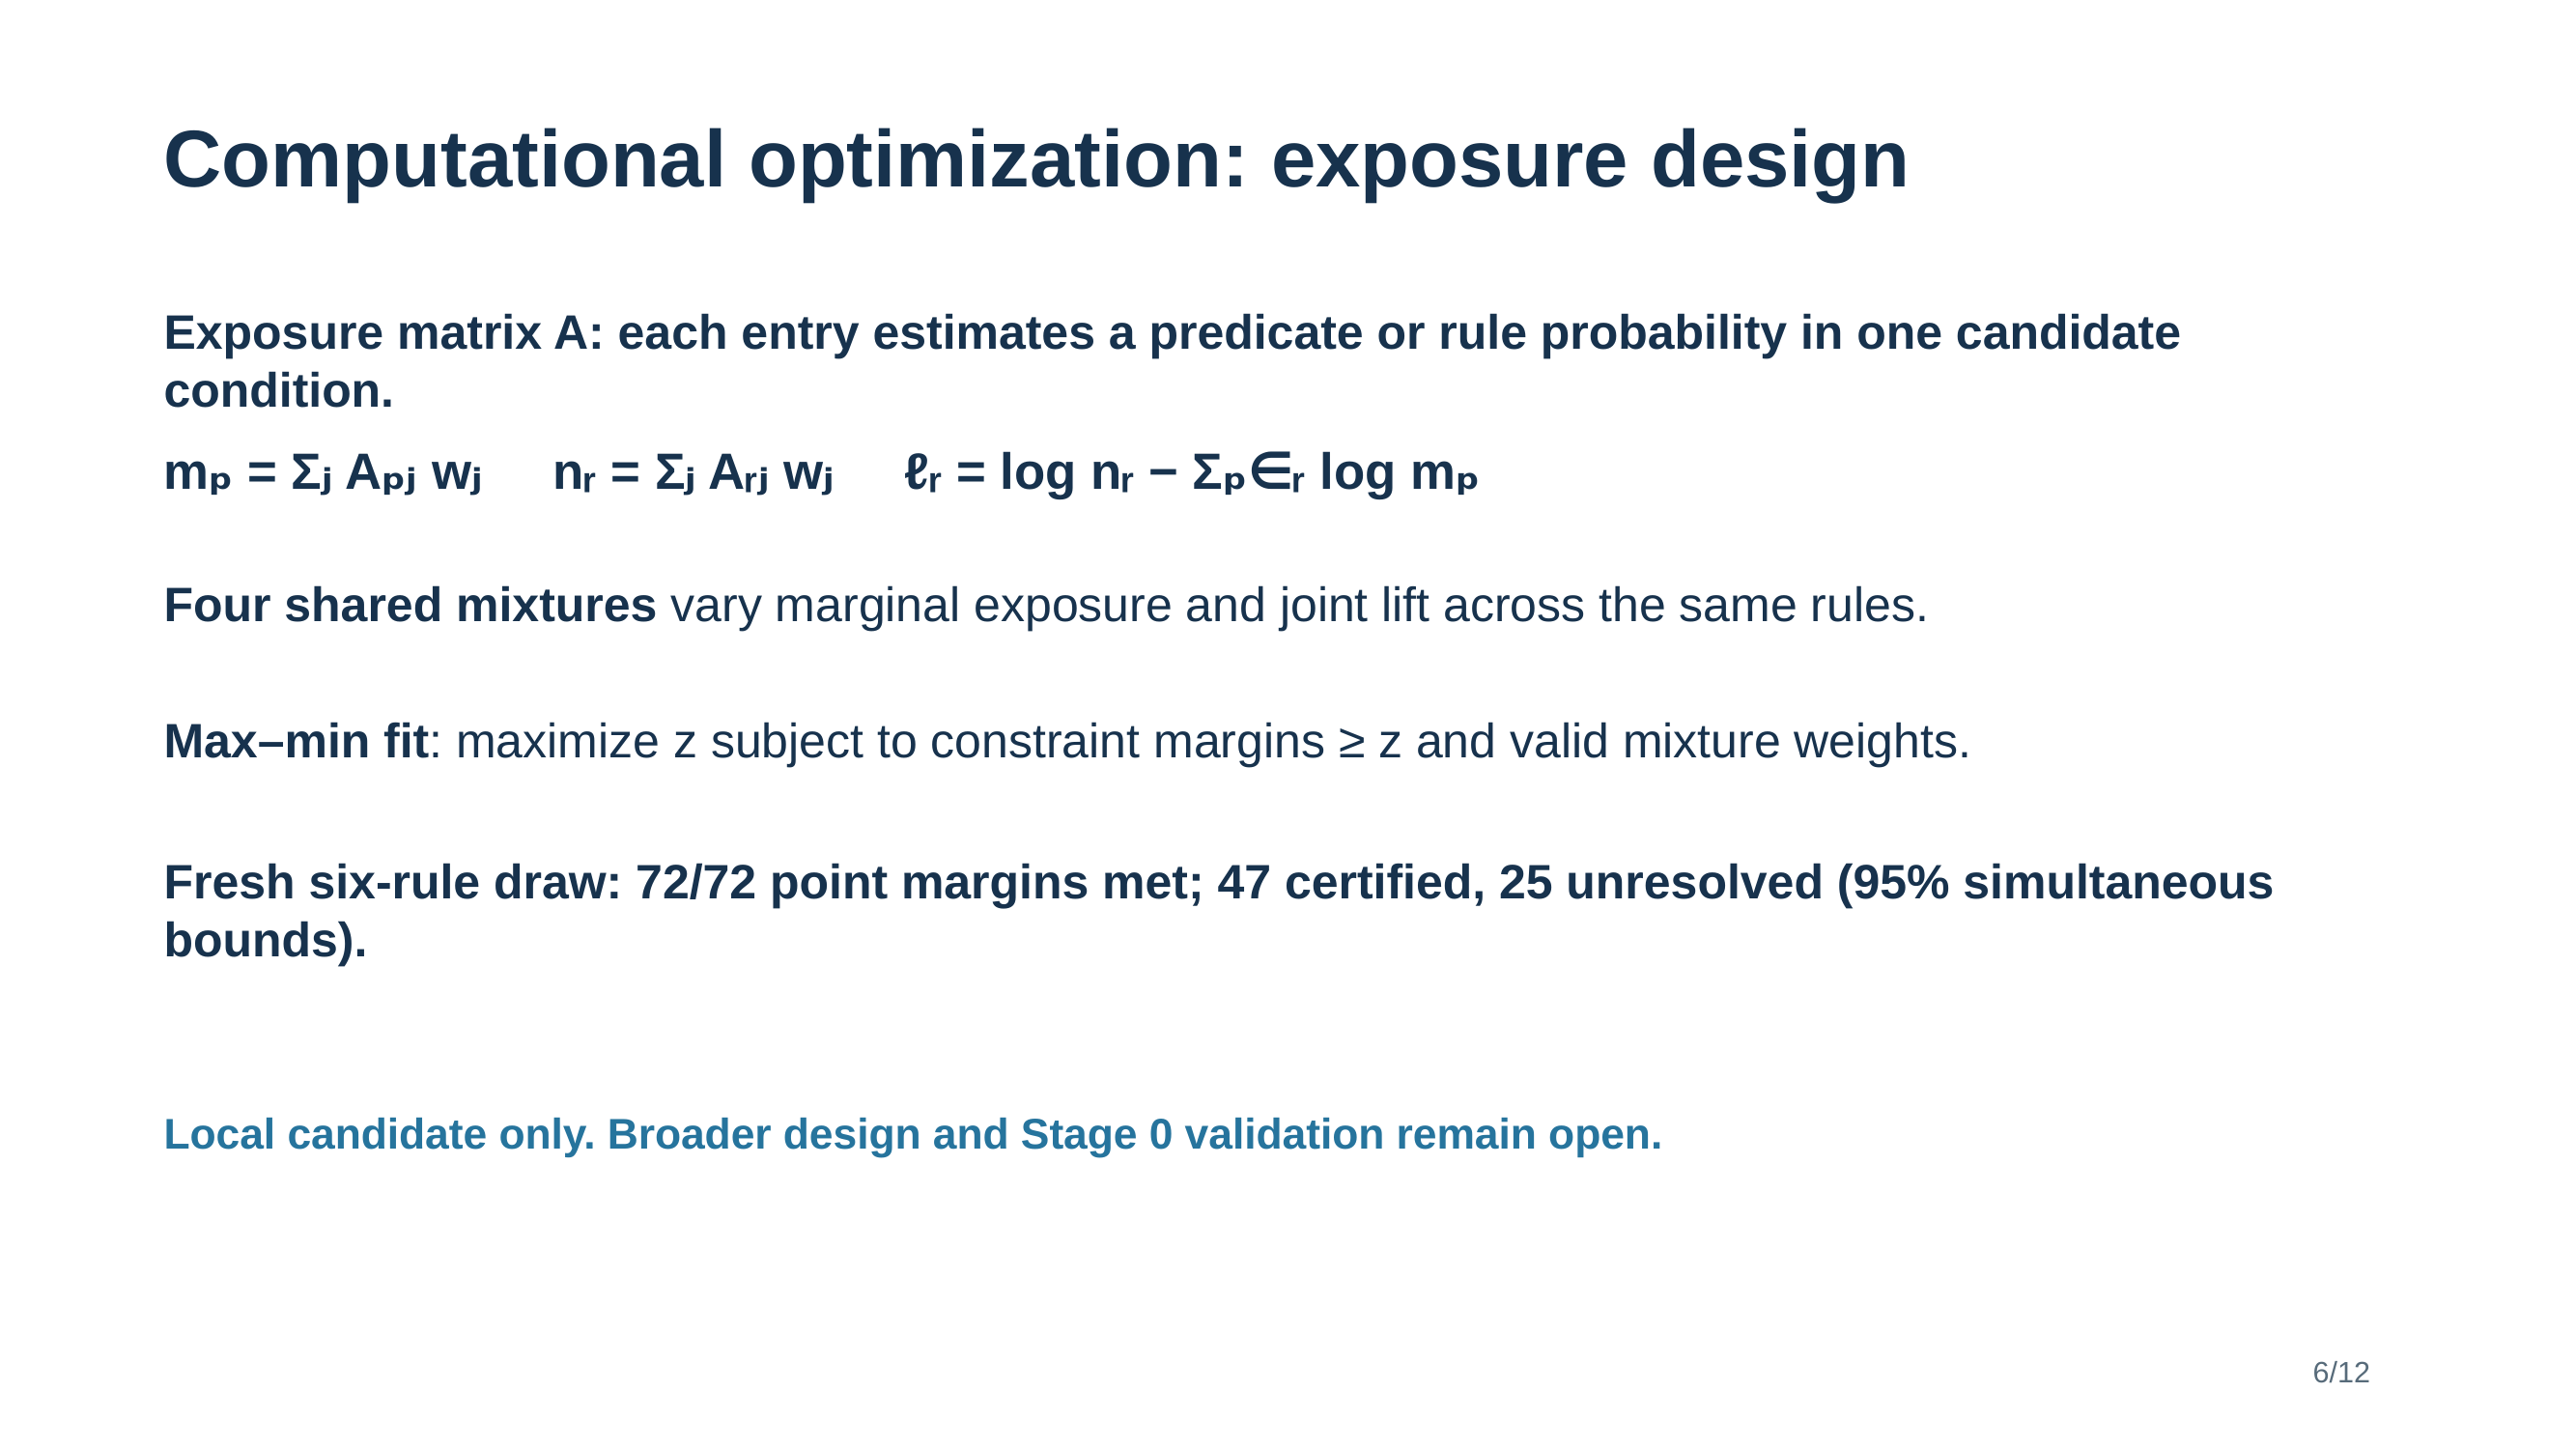 Computational optimization: exposure design
Exposure matrix A: each entry estimates a predicate or rule probability in one candidate
condition.
mₚ = Σⱼ Aₚⱼ wⱼ nᵣ = Σⱼ Aᵣⱼ wⱼ ℓᵣ = log nᵣ − Σₚ∈ᵣ log mₚ
Four shared mixtures vary marginal exposure and joint lift across the same rules.
Max–min fit: maximize z subject to constraint margins ≥ z and valid mixture weights.
Fresh six-rule draw: 72/72 point margins met; 47 certified, 25 unresolved (95% simultaneous
bounds).
Local candidate only. Broader design and Stage 0 validation remain open.
6/12